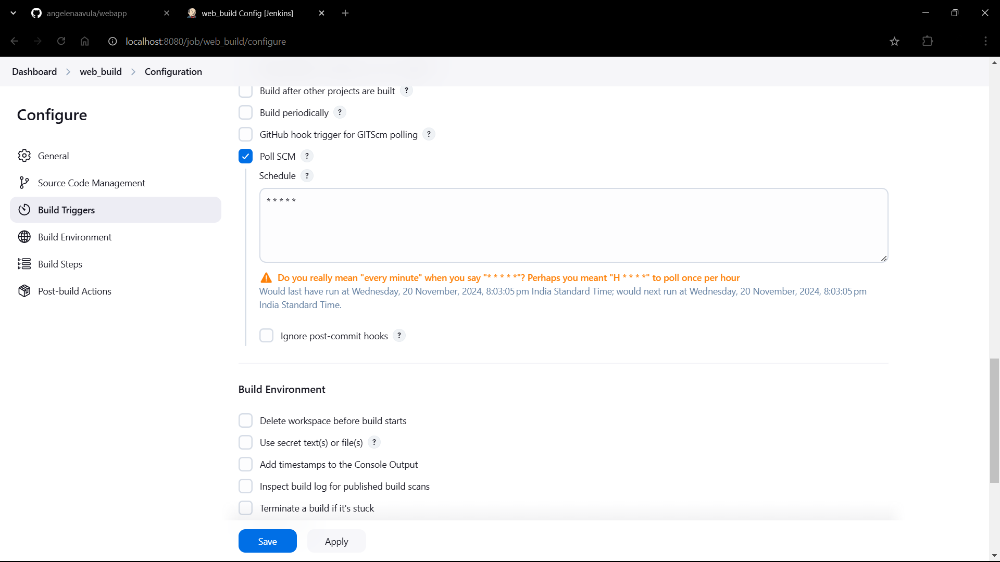 angelenaavula/webapp
web_build Config [Jenkins]
localhost:8080/job/web_build/configure
Dashboard > web_build > Configuration
Configure
General
Source Code Management
Build Triggers
Build Environment
Build Steps
Post-build Actions
Build after other projects are built ?
Build periodically ?
GitHub hook trigger for GITScm polling ?
Poll SCM ?
Schedule ?
* * * * *
Do you really mean "every minute" when you say "* * * * *"? Perhaps you meant "H * * * *" to poll once per hour
Would last have run at Wednesday, 20 November, 2024, 8:03:05 pm India Standard Time; would next run at Wednesday, 20 November, 2024, 8:03:05 pm
India Standard Time.
Ignore post-commit hooks ?
Build Environment
Delete workspace before build starts
Use secret text(s) or file(s) ?
Add timestamps to the Console Output
Inspect build log for published build scans
Terminate a build if it's stuck
Save
Apply